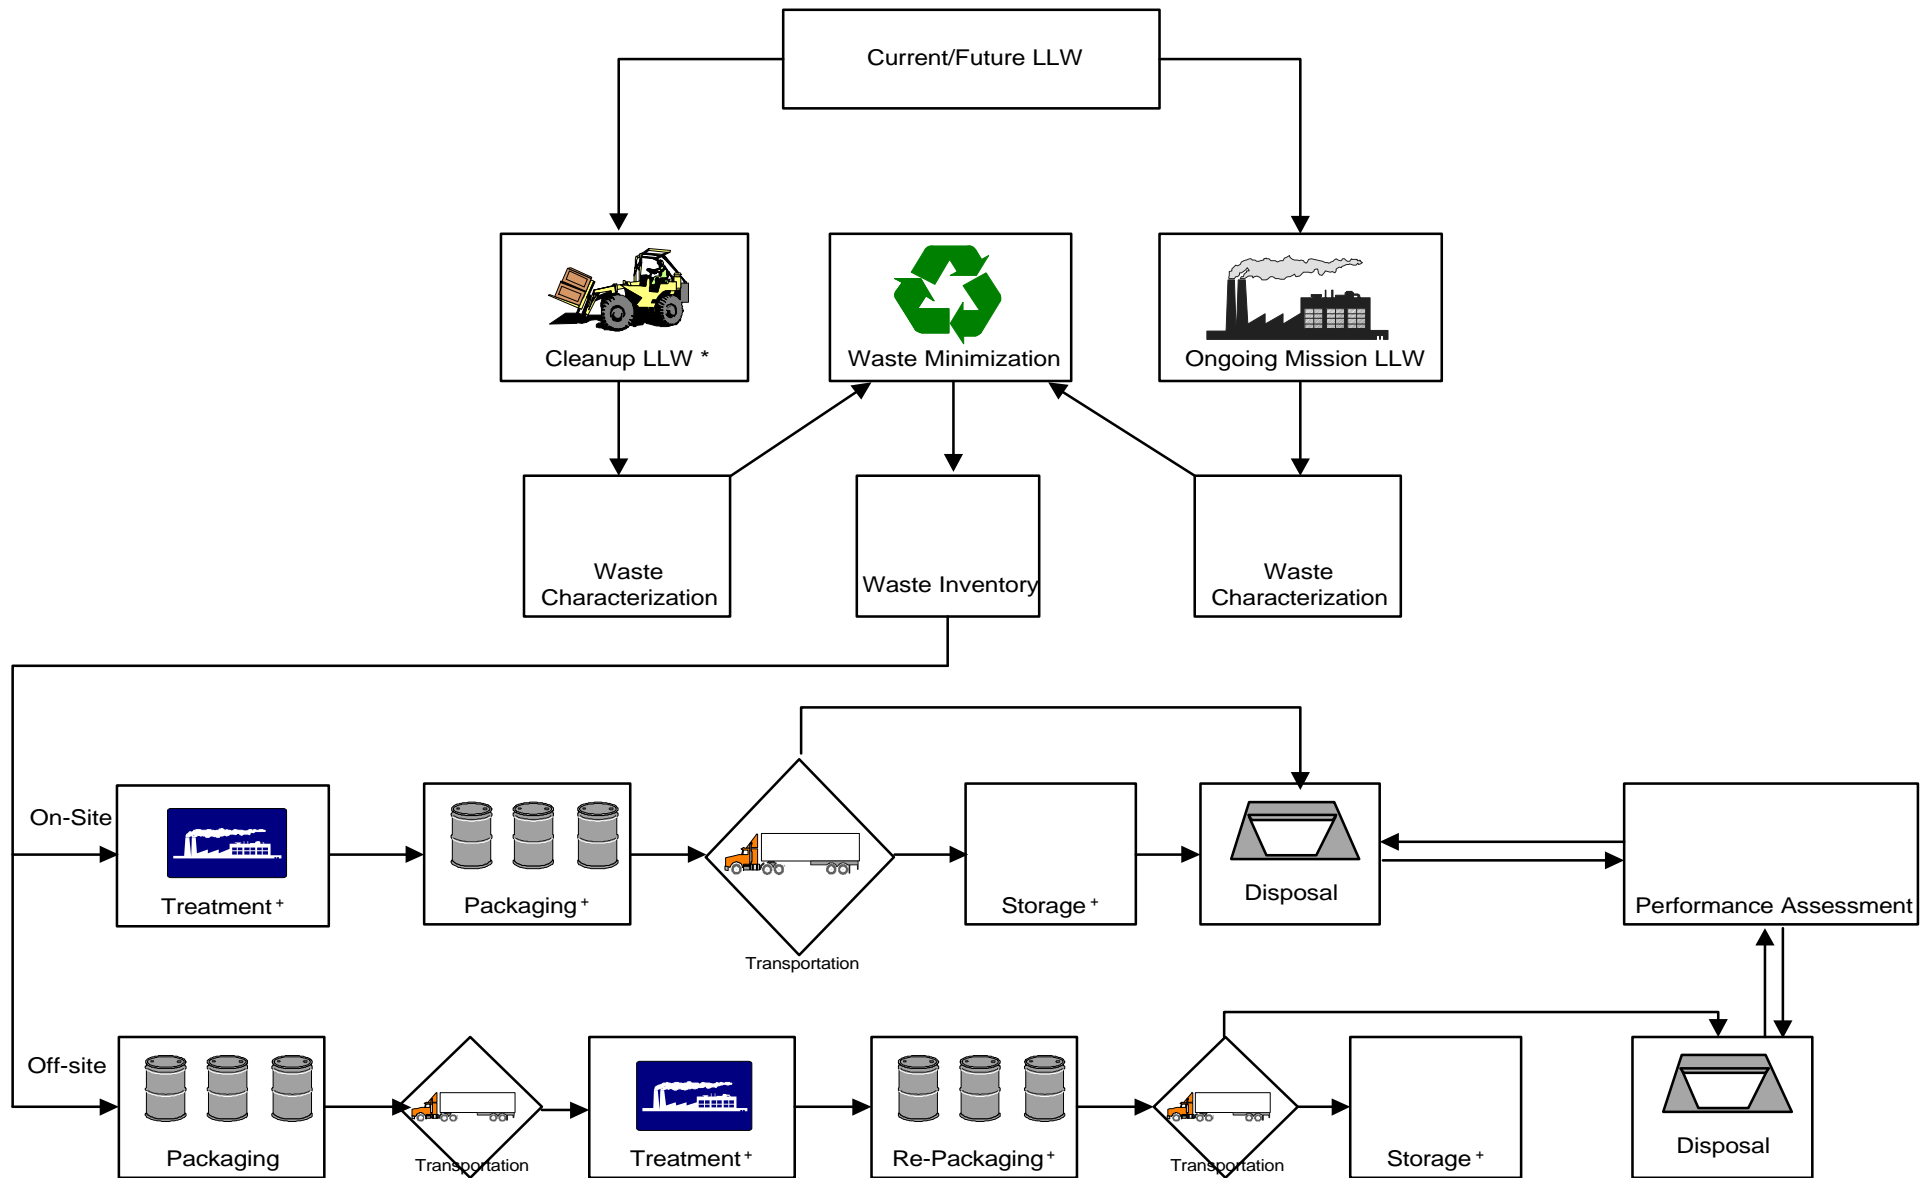 Current/Future LLW
Cleanup LLW *
Waste Minimization
Ongoing Mission LLW
Waste
Characterization
Waste Inventory
Waste
Characterization
On-Site
Treatment +
Packaging +
Transportation
Storage +
Disposal
Performance Assessment
Off-site
Packaging
Transportation
Treatment +
Re-Packaging +
Transportation
Storage +
Disposal